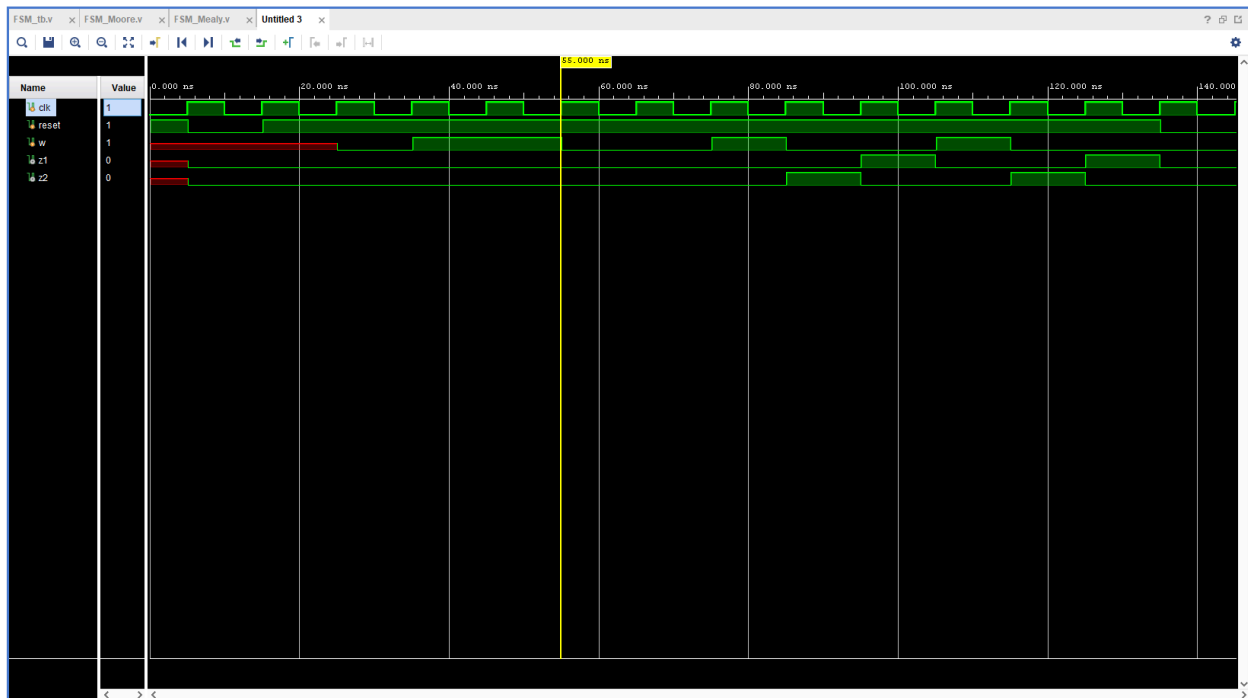 FSM_tb.v × FSM_Moore.v × FSM_Mealy.v × Untitled 3 ×
55.000 ns
Name Value 0.000 ns 20.000 ns 40.000 ns 60.000 ns 80.000 ns 100.000 ns 120.000 ns 140.000
clk 1
reset 1
w 1
z1 0
z2 0